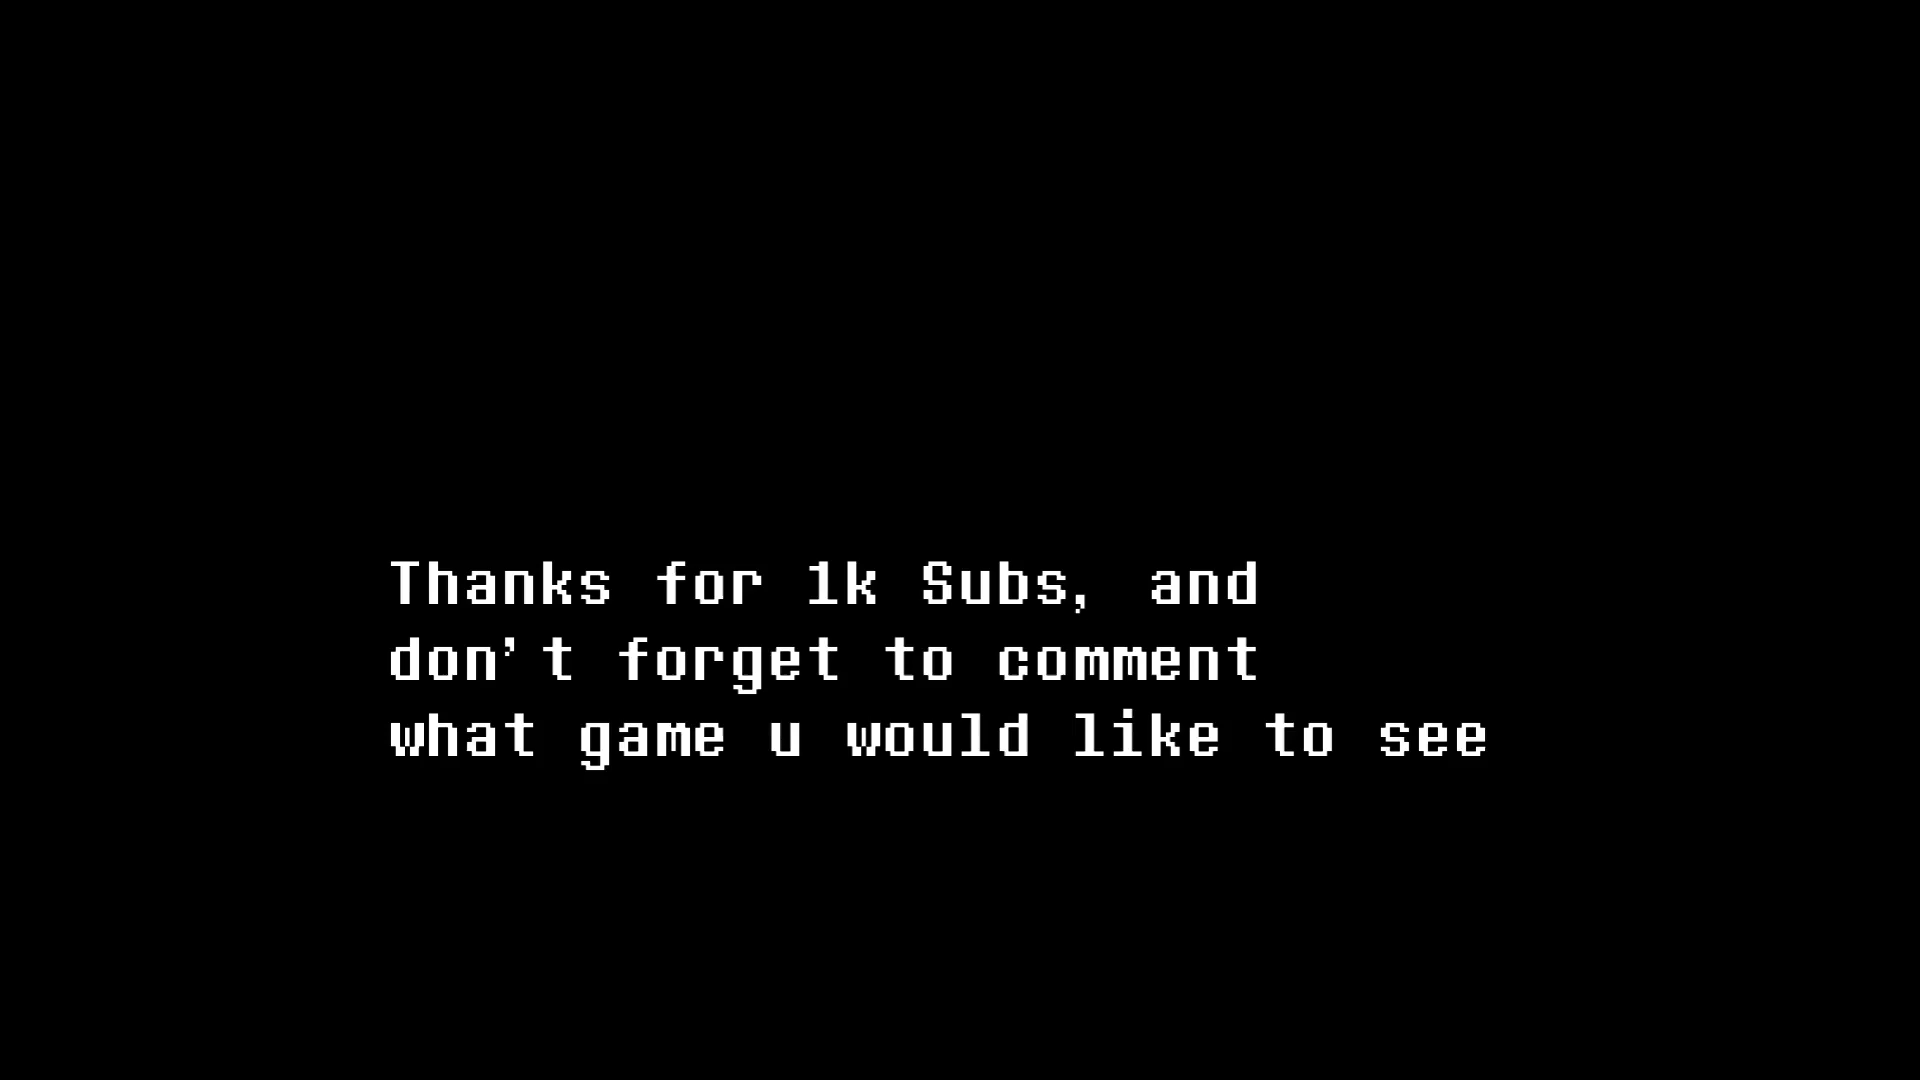 Thanks for 1k Subs, and
don't forget to comment
what game u would like to see